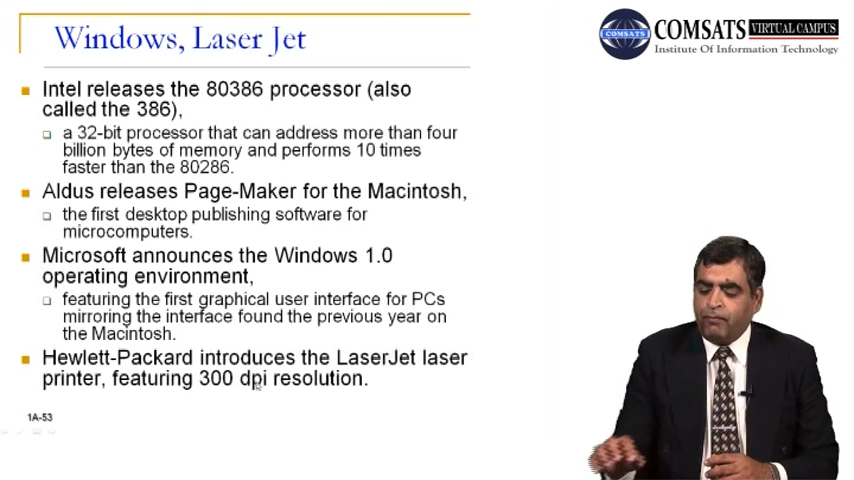 Windows, Laser Jet
Intel releases the 80386 processor (also
called the 386),
a 32-bit processor that can address more than four
billion bytes of memory and performs 10 times
faster than the 80286.
Aldus releases Page-Maker for the Macintosh,
the first desktop publishing software for
microcomputers.
Microsoft announces the Windows 1.0
operating environment,
featuring the first graphical user interface for PCs
mirroring the interface found the previous year on
the Macintosh.
Hewlett-Packard introduces the LaserJet laser
printer, featuring 300 dpi resolution.
1A-53
COMSATS
COMSATS VIRTUAL CAMPUS
Institute Of Information Technology